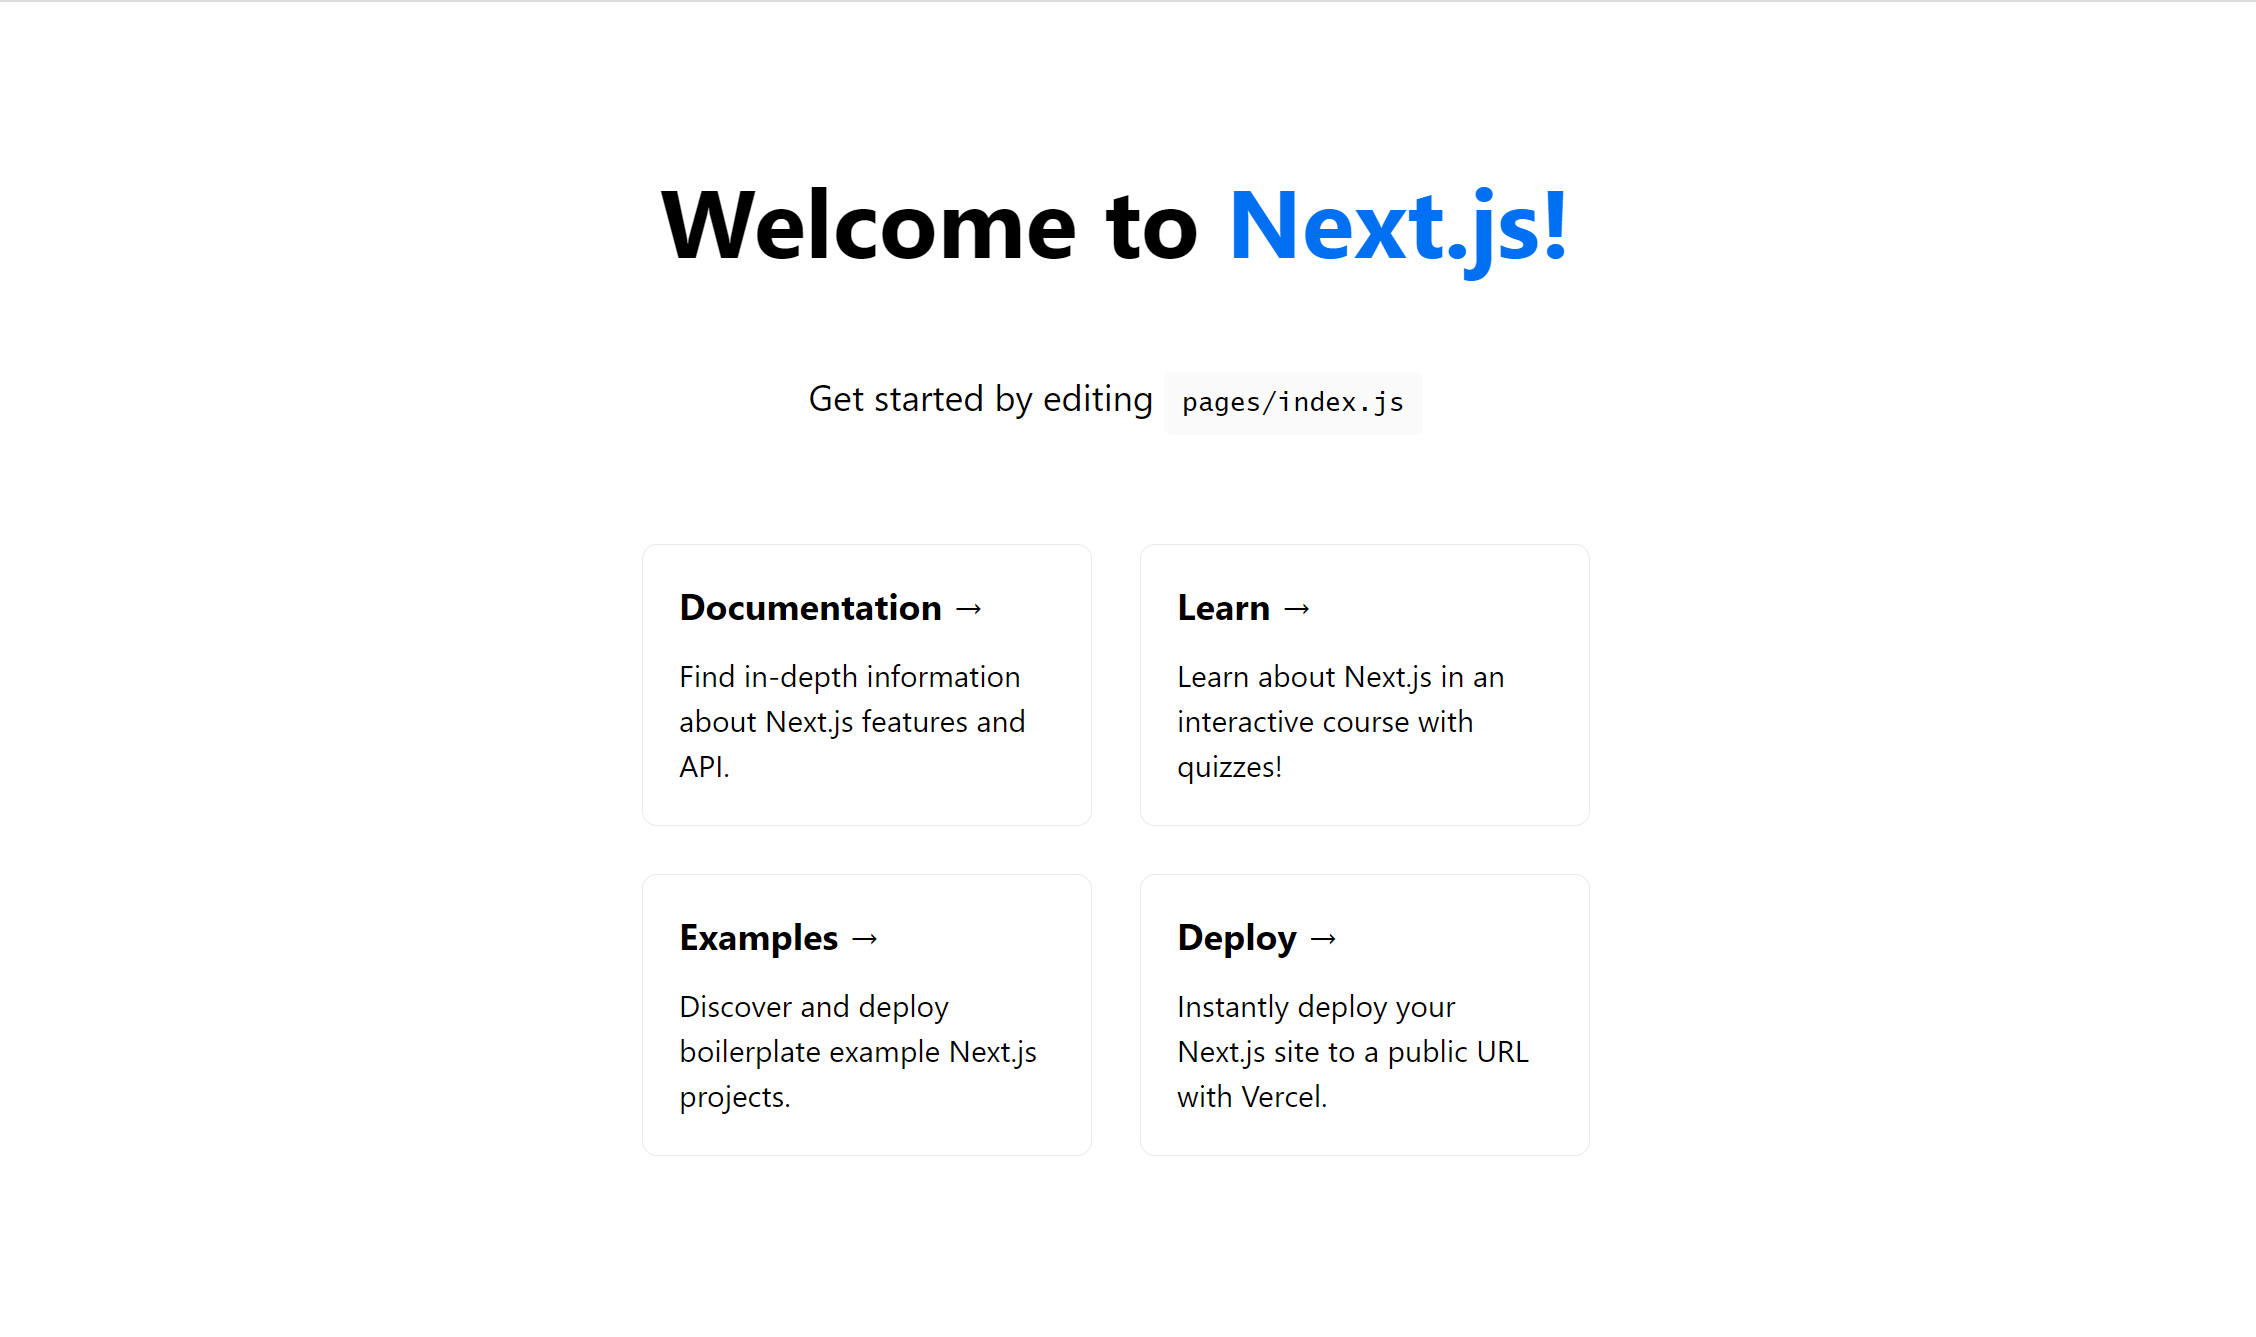 Welcome to Next.js!
Get started by editing pages/index.js
Documentation →
Find in-depth information
about Next.js features and
API.
Learn →
Learn about Next.js in an
interactive course with
quizzes!
Examples →
Discover and deploy
boilerplate example Next.js
projects.
Deploy →
Instantly deploy your
Next.js site to a public URL
with Vercel.